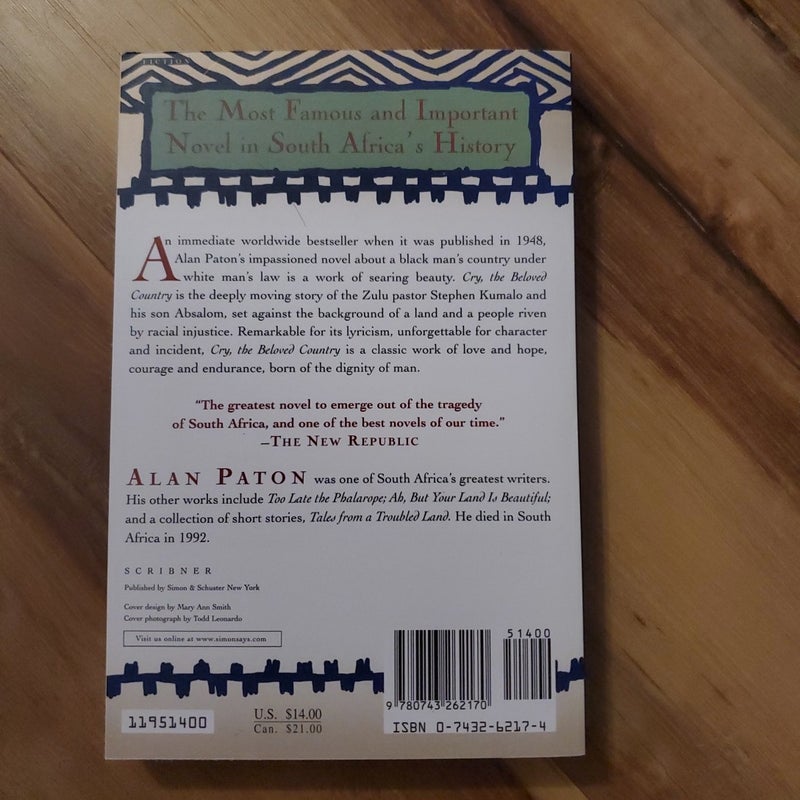 FICTION
The Most Famous and Important
Novel in South Africa's History
An immediate worldwide bestseller when it was published in 1948,
Alan Paton's impassioned novel about a black man's country under
white man's law is a work of searing beauty. Cry, the Beloved
Country is the deeply moving story of the Zulu pastor Stephen Kumalo and
his son Absalom, set against the background of a land and a people riven
by racial injustice. Remarkable for its lyricism, unforgettable for character
and incident, Cry, the Beloved Country is a classic work of love and hope,
courage and endurance, born of the dignity of man.
"The greatest novel to emerge out of the tragedy
of South Africa, and one of the best novels of our time."
–THE NEW REPUBLIC
ALAN PATON was one of South Africa's greatest writers.
His other works include Too Late the Phalarope; Ah, But Your Land Is Beautiful;
and a collection of short stories, Tales from a Troubled Land. He died in South
Africa in 1992.
SCRIBNER
Published by Simon & Schuster New York
Cover design by Mary Ann Smith
Cover photograph by Todd Leonardo
Visit us online at www.simonsays.com
51400
9 780743 262170
11951400
U.S. $14.00
Can. $21.00
ISBN 0-7432-6217-4